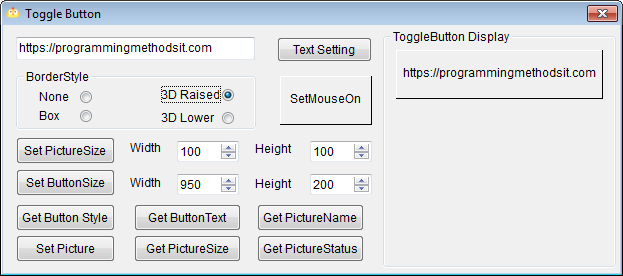 Toggle Button
https://programmingmethodsit.com
Text Setting
ToggleButton Display
https://programmingmethodsit.com
BorderStyle
None
3D Raised
Box
3D Lower
SetMouseOn
Set PictureSize Width 100 Height 100
Set ButtonSize Width 950 Height 200
Get Button Style Get ButtonText Get PictureName
Set Picture Get PictureSize Get PictureStatus